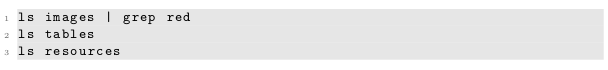 1 ls images | grep red
2 ls tables
3 ls resources